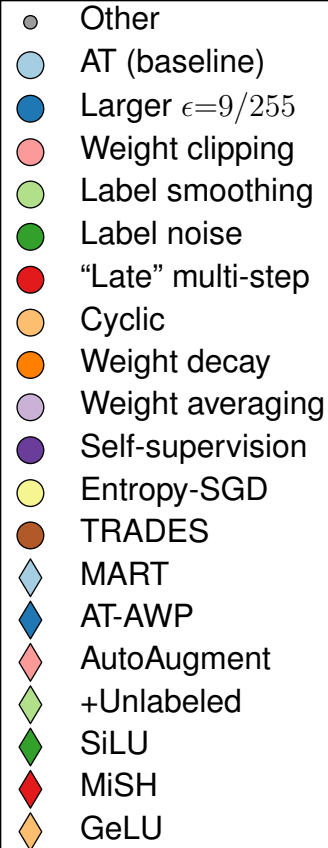 Other
AT (baseline)
Larger ϵ=9/255
Weight clipping
Label smoothing
Label noise
“Late” multi-step
Cyclic
Weight decay
Weight averaging
Self-supervision
Entropy-SGD
TRADES
MART
AT-AWP
AutoAugment
+Unlabeled
SiLU
MiSH
GeLU